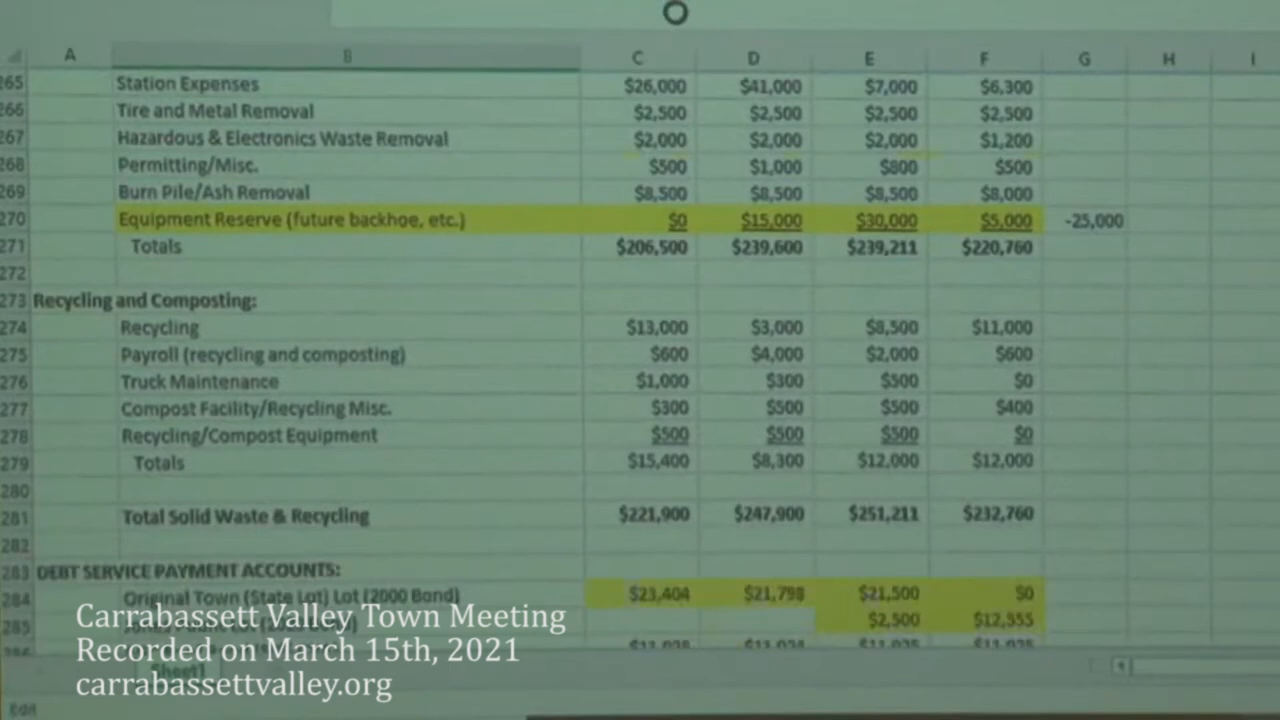 A B C D E F G H I
265 Station Expenses $26,000 $41,000 $7,000 $6,300
266 Tire and Metal Removal $2,500 $2,500 $2,500 $2,500
267 Hazardous & Electronics Waste Removal $2,000 $2,000 $2,000 $1,200
268 Permitting/Misc. $500 $1,000 $800 $500
269 Burn Pile/Ash Removal $8,500 $8,500 $8,500 $8,000
270 Equipment Reserve (future backhoe, etc.) $0 $15,000 $30,000 $5,000 -25,000
271 Totals $206,500 $239,600 $239,211 $220,760
272
273 Recycling and Composting:
274 Recycling $13,000 $3,000 $8,500 $11,000
275 Payroll (recycling and composting) $600 $4,000 $2,000 $600
276 Truck Maintenance $1,000 $300 $500 $0
277 Compost Facility/Recycling Misc. $300 $500 $500 $400
278 Recycling/Compost Equipment $500 $500 $500 $0
279 Totals $15,400 $8,300 $12,000 $12,000
280
281 Total Solid Waste & Recycling $221,900 $247,900 $251,211 $232,760
282
283 DEBT SERVICE PAYMENT ACCOUNTS:
284 Original Town (State Lot) Lot (2000 Bond) $23,404 $21,798 $21,500 $0
285 $2,500 $12,555
Carrabassett Valley Town Meeting
Recorded on March 15th, 2021
carrabassettvalley.org
Sheet1
Edit